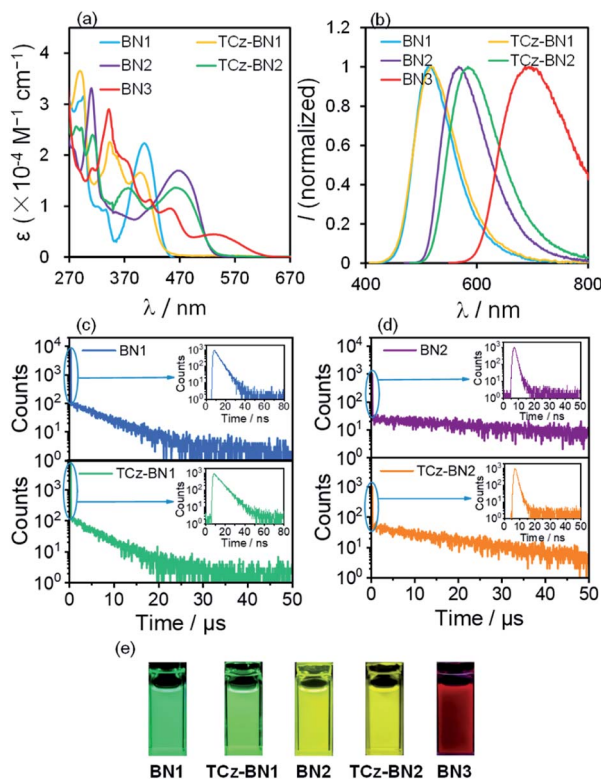 (a)
BN1
TCz-BN1
BN2
TCz-BN2
BN3
ε ( × 10⁻⁴ M⁻¹ cm⁻¹)
6
5
4
3
2
1
0
270 370 470 570 670
λ / nm
(b)
BN1
TCz-BN1
BN2
TCz-BN2
BN3
I (normalized)
1.2
1
0.8
0.6
0.4
0.2
0
400 600 800
λ / nm
(c)
BN1
Counts
10⁴
10³
10²
10¹
10⁰
Counts
10³
10²
10¹
10⁰
0 20 40 60 80
Time / ns
TCz-BN1
Counts
10³
10²
10¹
10⁰
Counts
10³
10²
10¹
10⁰
0 20 40 60 80
Time / ns
0 10 20 30 40 50
Time / µs
(d)
BN2
Counts
10⁴
10³
10²
10¹
10⁰
Counts
10³
10²
10¹
10⁰
0 10 20 30 40 50
Time / ns
TCz-BN2
Counts
10³
10²
10¹
10⁰
Counts
10³
10²
10¹
10⁰
0 10 20 30 40 50
Time / ns
0 10 20 30 40 50
Time / µs
(e)
BN1 TCz-BN1 BN2 TCz-BN2 BN3